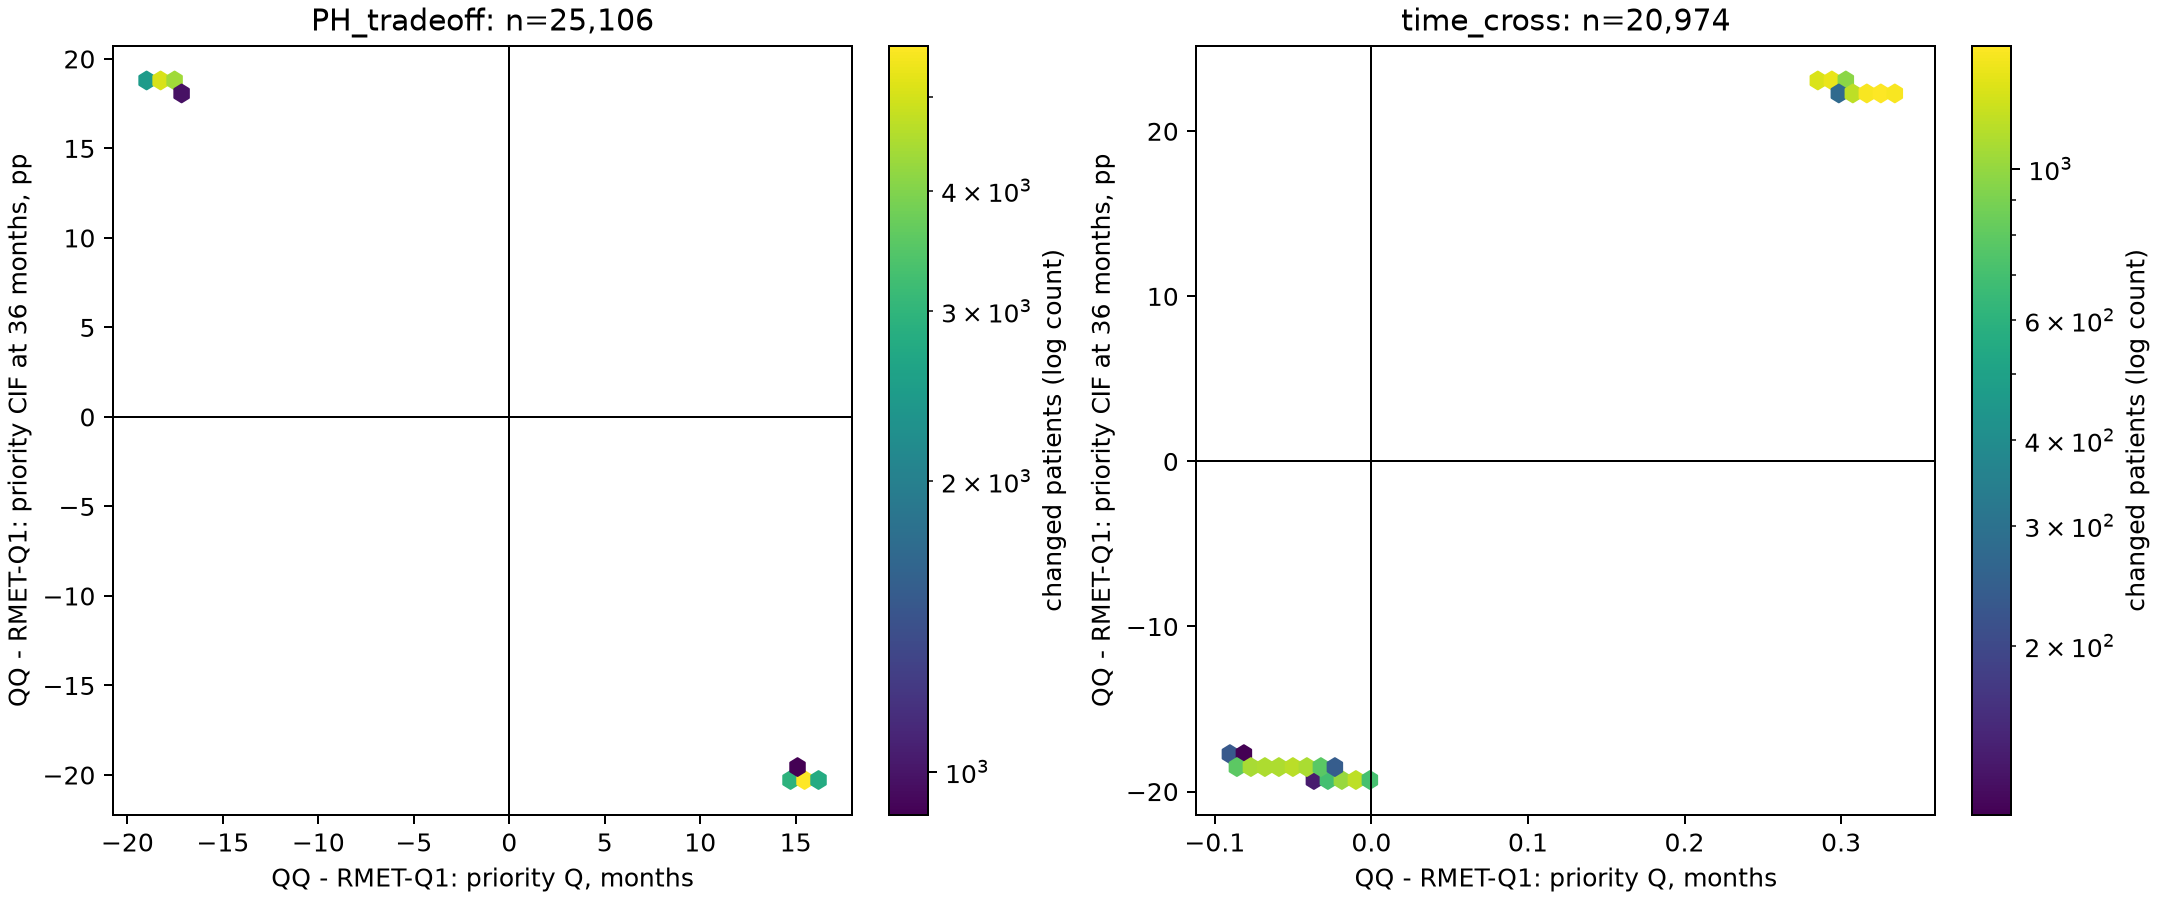 PH_tradeoff: n=25,106
QQ - RMET-Q1: priority CIF at 36 months, pp
20
15
10
5
0
−5
−10
−15
−20
−20
−15
−10
−5
0
5
10
15
QQ - RMET-Q1: priority Q, months
4 × 10³
3 × 10³
2 × 10³
10³
changed patients (log count)
time_cross: n=20,974
QQ - RMET-Q1: priority CIF at 36 months, pp
20
10
0
−10
−20
−0.1
0.0
0.1
0.2
0.3
QQ - RMET-Q1: priority Q, months
10³
6 × 10²
4 × 10²
3 × 10²
2 × 10²
changed patients (log count)